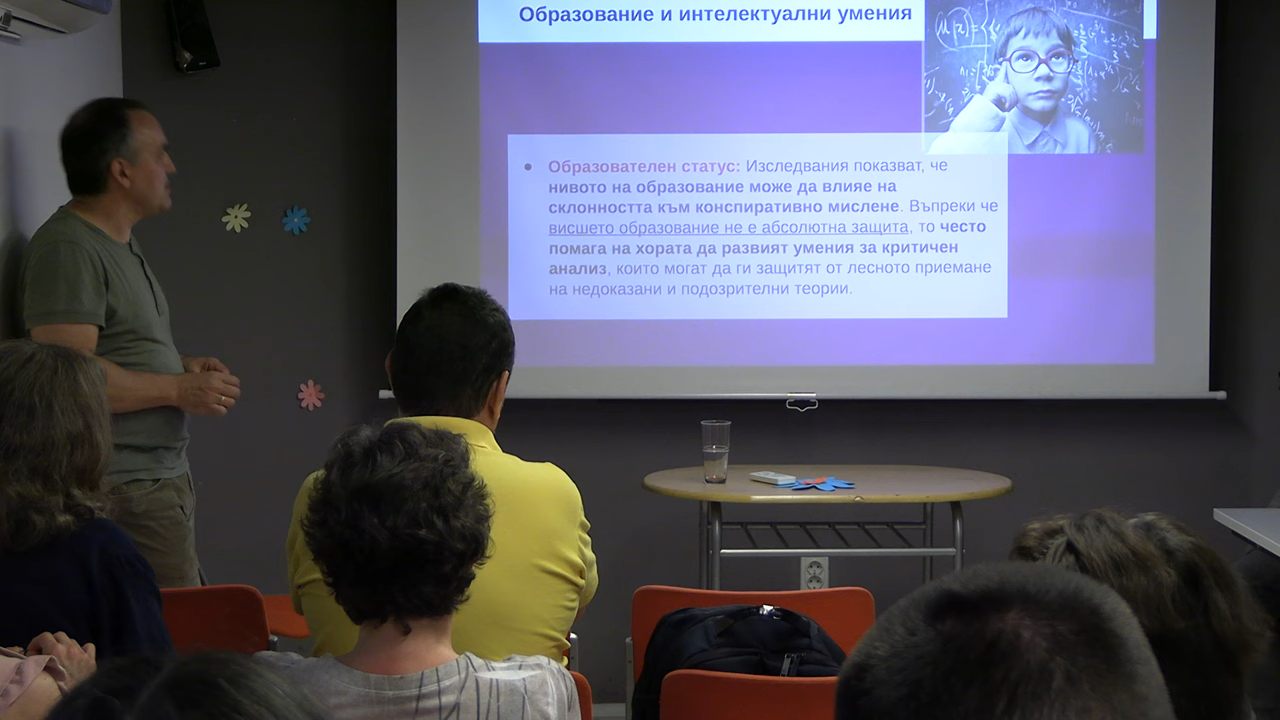 Образование и интелектуални умения
• Образователен статус: Изследвания показват, че
нивото на образование може да влияе на
склонността към конспиративно мислене. Въпреки че
висшето образование не е абсолютна защита, то често
помага на хората да развият умения за критичен
анализ, които могат да ги защитят от лесното приемане
на недоказани и подозрителни теории.